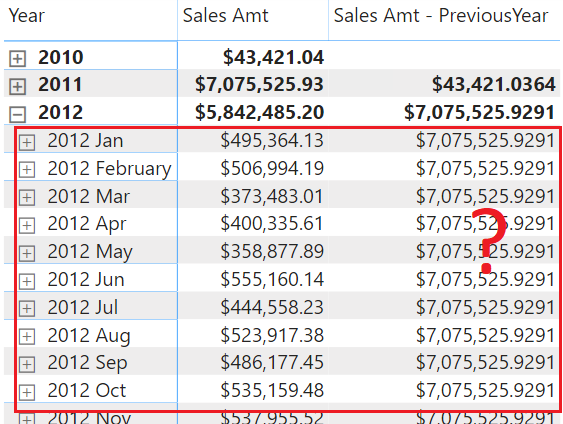 Year Sales Amt Sales Amt - PreviousYear
2010 $43,421.04
2011 $7,075,525.93 $43,421.0364
2012 $5,842,485.20 $7,075,525.9291
2012 Jan $495,364.13 $7,075,525.9291
2012 February $506,994.19 $7,075,525.9291
2012 Mar $373,483.01 $7,075,525.9291
2012 Apr $400,335.61 $7,075,525.9291
2012 May $358,877.89 $7,075,525.9291
2012 Jun $555,160.14 $7,075,525.9291
2012 Jul $444,558.23 $7,075,525.9291
2012 Aug $523,917.38 $7,075,525.9291
2012 Sep $486,177.45 $7,075,525.9291
2012 Oct $535,159.48 $7,075,525.9291
2012 Nov $537,955.52 $7,075,525.9291
?